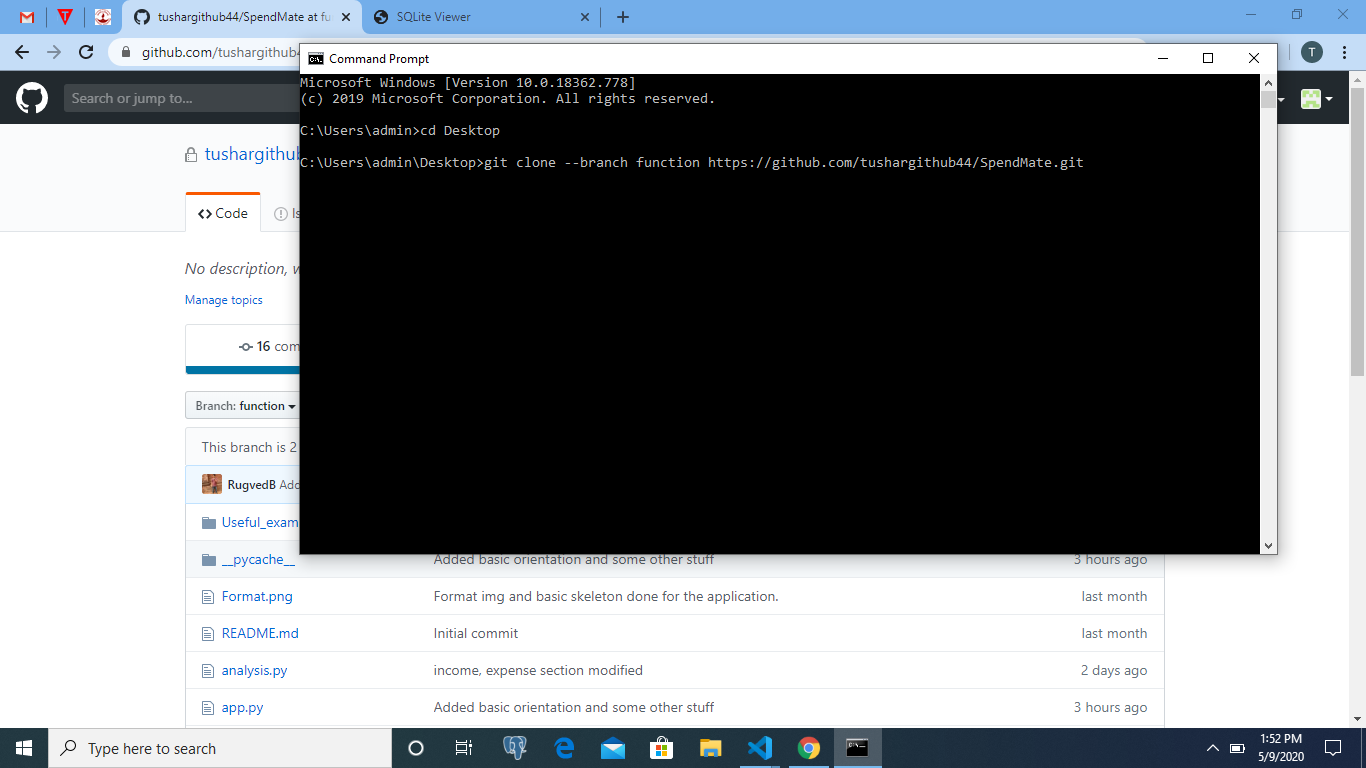 tushargithub44/SpendMate at fu
SQLite Viewer
github.com/tushargithub4
T
Command Prompt
Microsoft Windows [Version 10.0.18362.778]
(c) 2019 Microsoft Corporation. All rights reserved.
C:\Users\admin>cd Desktop
C:\Users\admin\Desktop>git clone --branch function https://github.com/tushargithub44/SpendMate.git
Search or jump to...
tushargithub
Code
Is
No description, w
Manage topics
16 com
Branch: function
This branch is 2
RugvedB Add
Useful_exam
__pycache__ Added basic orientation and some other stuff 3 hours ago
Format.png Format img and basic skeleton done for the application. last month
README.md Initial commit last month
analysis.py income, expense section modified 2 days ago
app.py Added basic orientation and some other stuff 3 hours ago
Type here to search
1:52 PM
5/9/2020